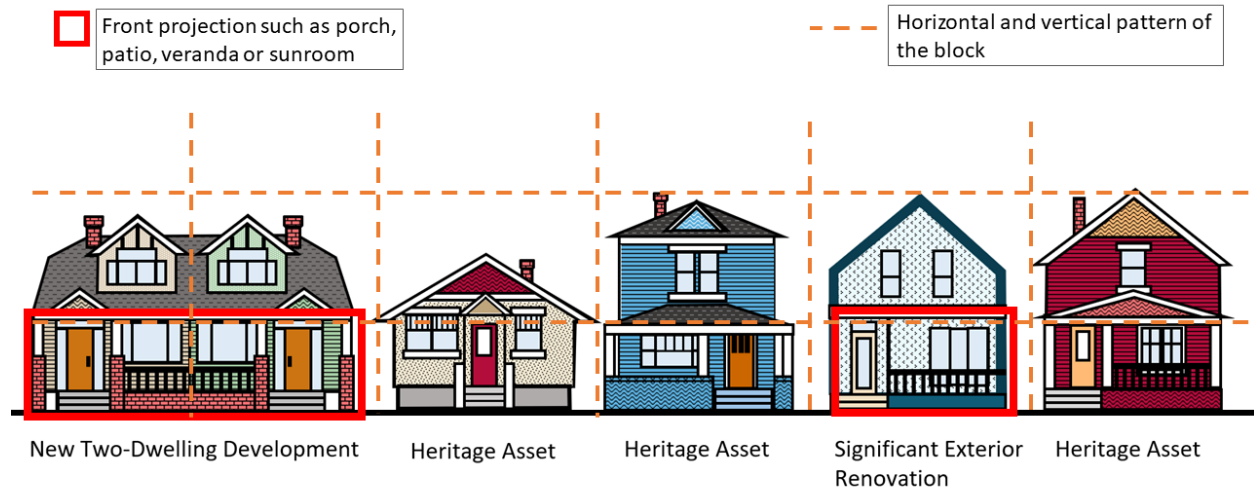 Front projection such as porch,
patio, veranda or sunroom
Horizontal and vertical pattern of
the block
New Two-Dwelling Development
Heritage Asset
Heritage Asset
Significant Exterior
Renovation
Heritage Asset